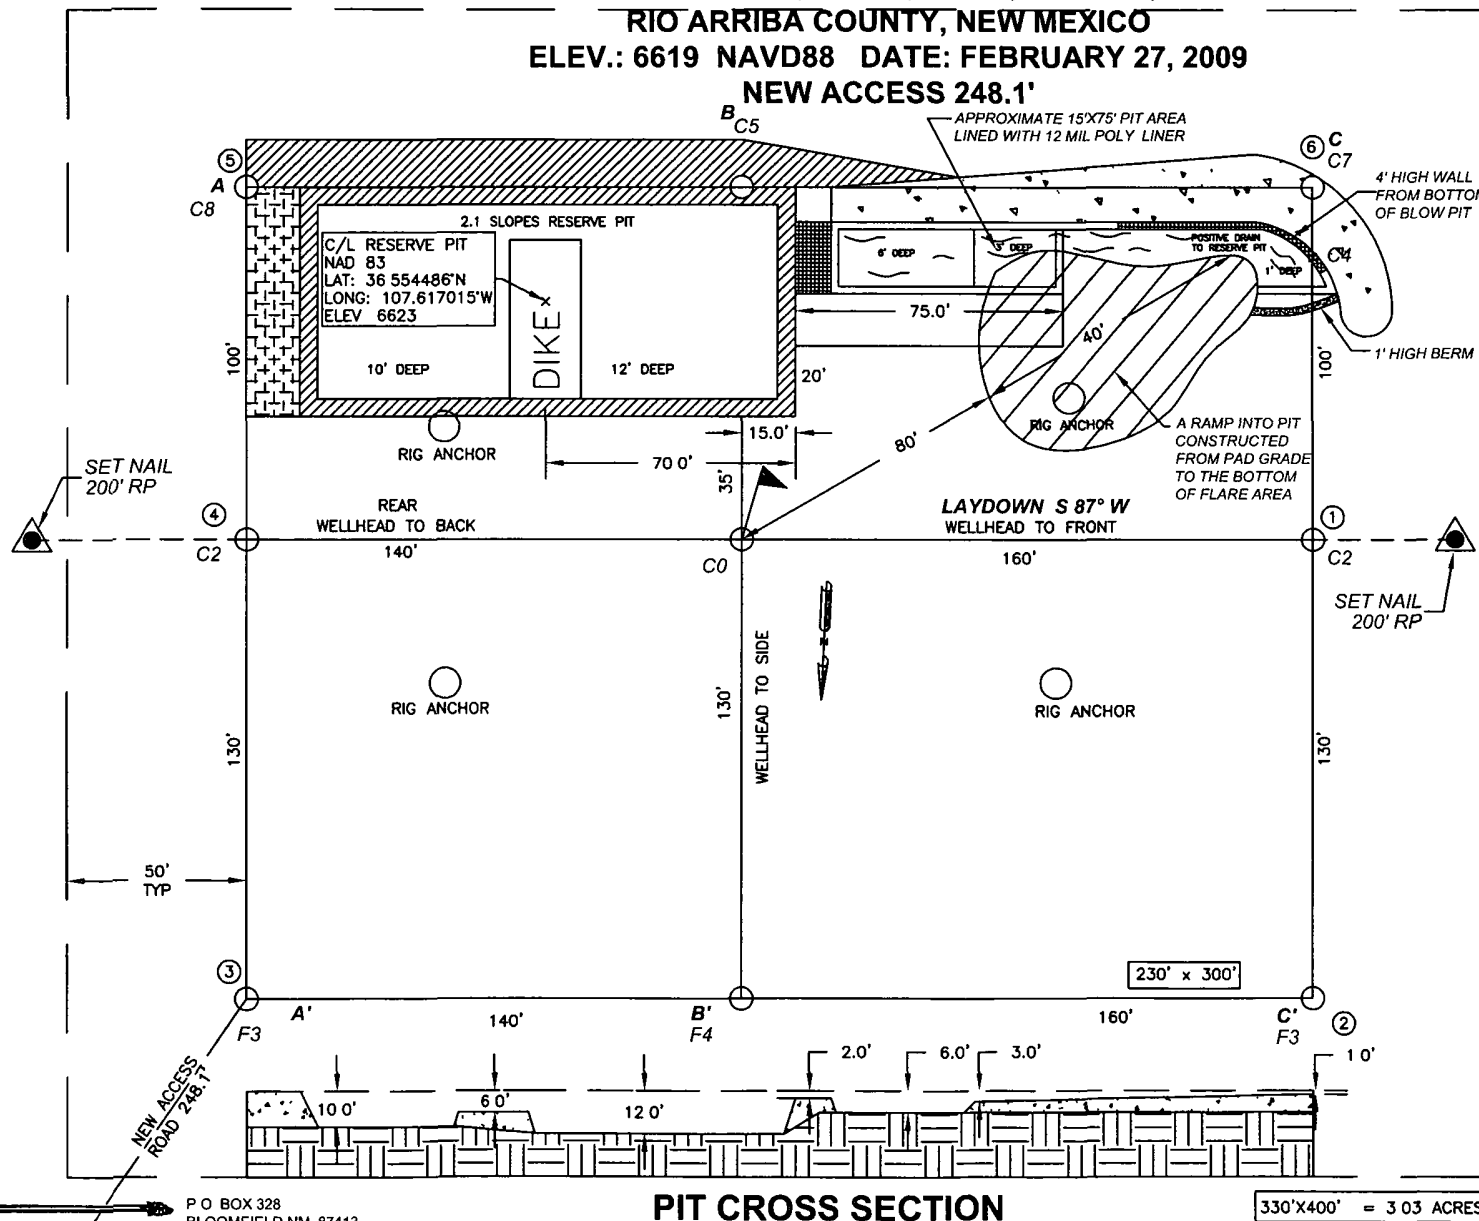 RIO ARRIBA COUNTY, NEW MEXICO
ELEV.: 6619 NAVD88 DATE: FEBRUARY 27, 2009
NEW ACCESS 248.1'
B
C5
APPROXIMATE 15'X75' PIT AREA
LINED WITH 12 MIL POLY LINER
5
A
C8
6
C
C7
4' HIGH WALL
FROM BOTTOM
OF BLOW PIT
2.1 SLOPES RESERVE PIT
C/L RESERVE PIT
NAD 83
LAT: 36 554486°N
LONG: 107.617015°W
ELEV 6623
DIKE
x
10' DEEP
12' DEEP
6' DEEP
3' DEEP
POSITIVE DRAIN
TO RESERVE PIT
1' DEEP
C4
75.0'
40'
1' HIGH BERM
100'
100'
20'
RIG ANCHOR
RIG ANCHOR
15.0'
70 0'
35'
80'
A RAMP INTO PIT
CONSTRUCTED
FROM PAD GRADE
TO THE BOTTOM
OF FLARE AREA
SET NAIL
200' RP
4
C2
REAR
WELLHEAD TO BACK
140'
C0
LAYDOWN S 87° W
WELLHEAD TO FRONT
160'
1
C2
SET NAIL
200' RP
N
WELLHEAD TO SIDE
130'
130'
130'
RIG ANCHOR
RIG ANCHOR
50'
TYP
230' x 300'
3
A'
F3
140'
B'
F4
160'
C'
F3
2
NEW ACCESS
ROAD 248.1'
10 0'
6 0'
12 0'
2.0'
6.0'
3.0'
1 0'
P O BOX 328
BLOOMFIELD NM 87413
PIT CROSS SECTION
330'X400' = 3 03 ACRES